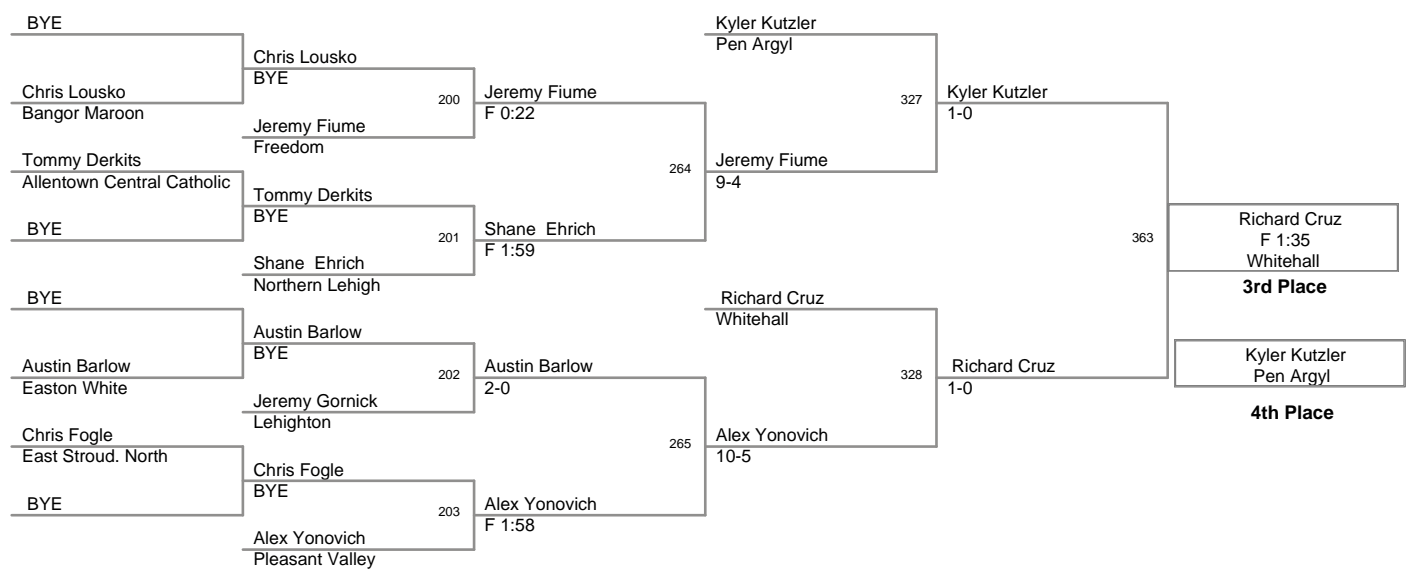 BYE
Chris Lousko
Bangor Maroon
Tommy Derkits
Allentown Central Catholic
BYE
BYE
Austin Barlow
Easton White
Chris Fogle
East Stroud. North
BYE
Chris Lousko
BYE
200
Jeremy Fiume
Freedom
Tommy Derkits
BYE
201
Shane Ehrich
Northern Lehigh
Austin Barlow
BYE
202
Jeremy Gornick
Lehighton
Chris Fogle
BYE
203
Alex Yonovich
Pleasant Valley
Jeremy Fiume
F 0:22
264
Shane Ehrich
F 1:59
Austin Barlow
2-0
265
Alex Yonovich
F 1:58
Kyler Kutzler
Pen Argyl
327
Jeremy Fiume
9-4
Richard Cruz
Whitehall
328
Alex Yonovich
10-5
Kyler Kutzler
1-0
363
Richard Cruz
1-0
Richard Cruz
F 1:35
Whitehall
3rd Place
Kyler Kutzler
Pen Argyl
4th Place